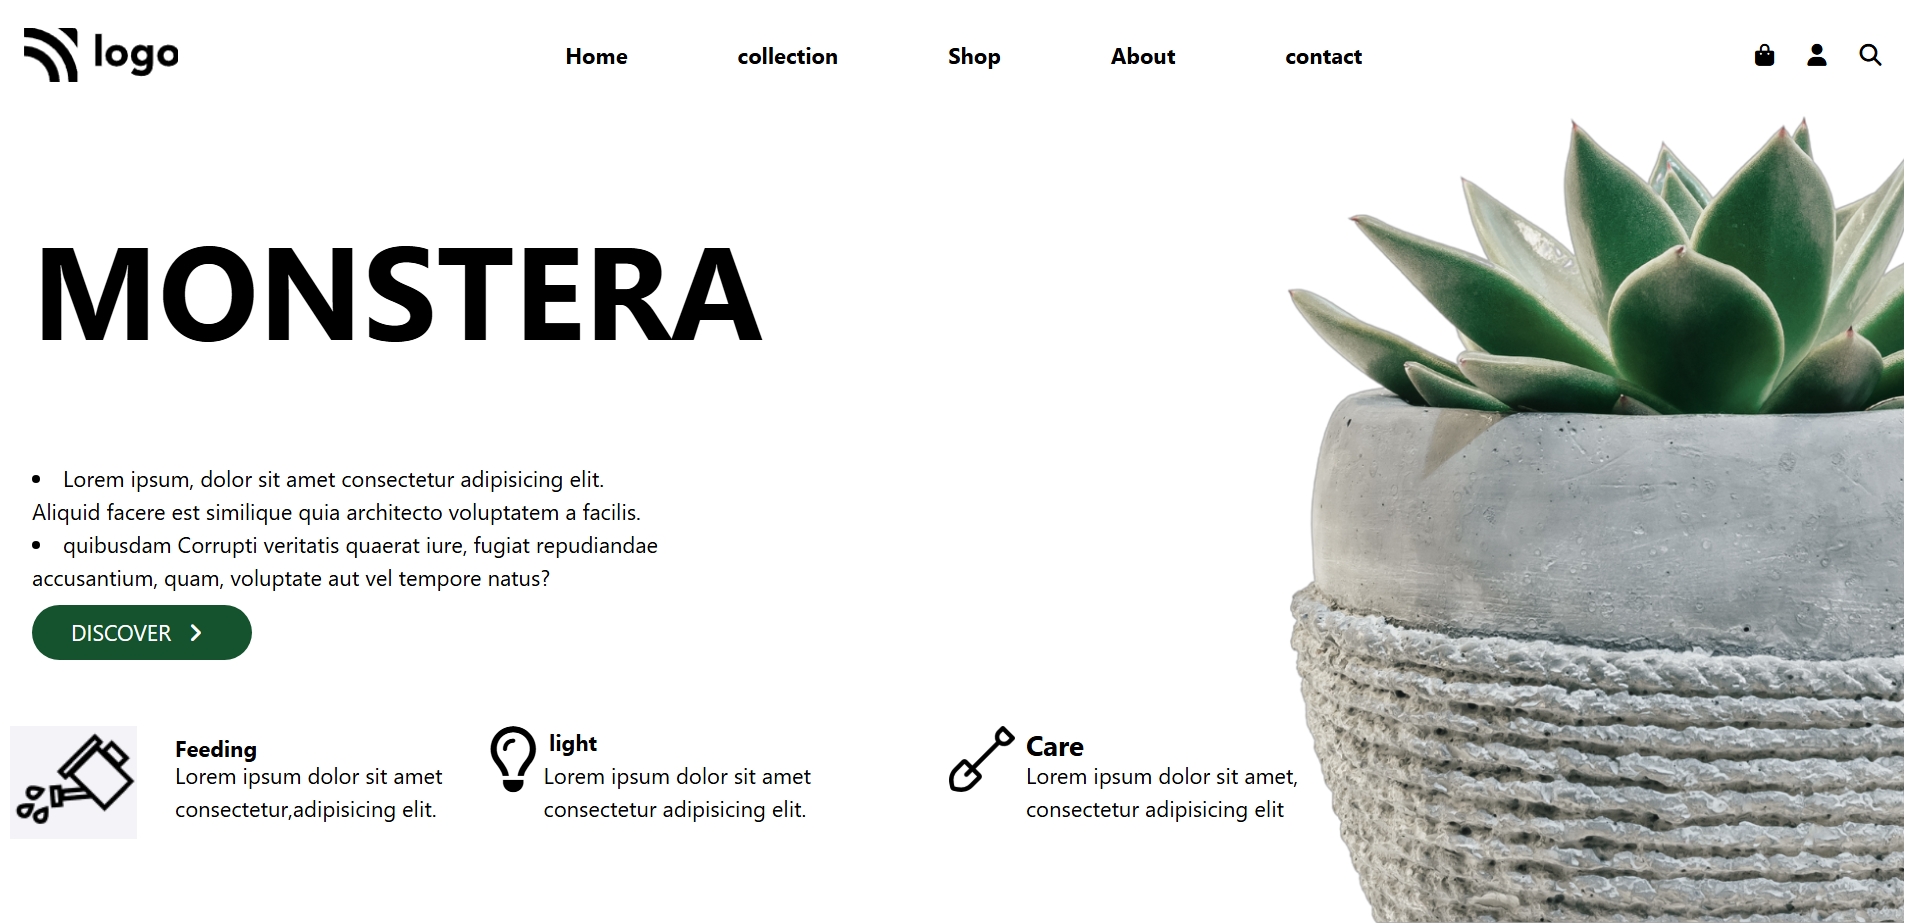 logo
Home collection Shop About contact
MONSTERA
• Lorem ipsum, dolor sit amet consectetur adipisicing elit.
Aliquid facere est similique quia architecto voluptatem a facilis.
• quibusdam Corrupti veritatis quaerat iure, fugiat repudiandae
accusantium, quam, voluptate aut vel tempore natus?
DISCOVER
Feeding
Lorem ipsum dolor sit amet
consectetur,adipisicing elit.
light
Lorem ipsum dolor sit amet
consectetur adipisicing elit.
Care
Lorem ipsum dolor sit amet,
consectetur adipisicing elit